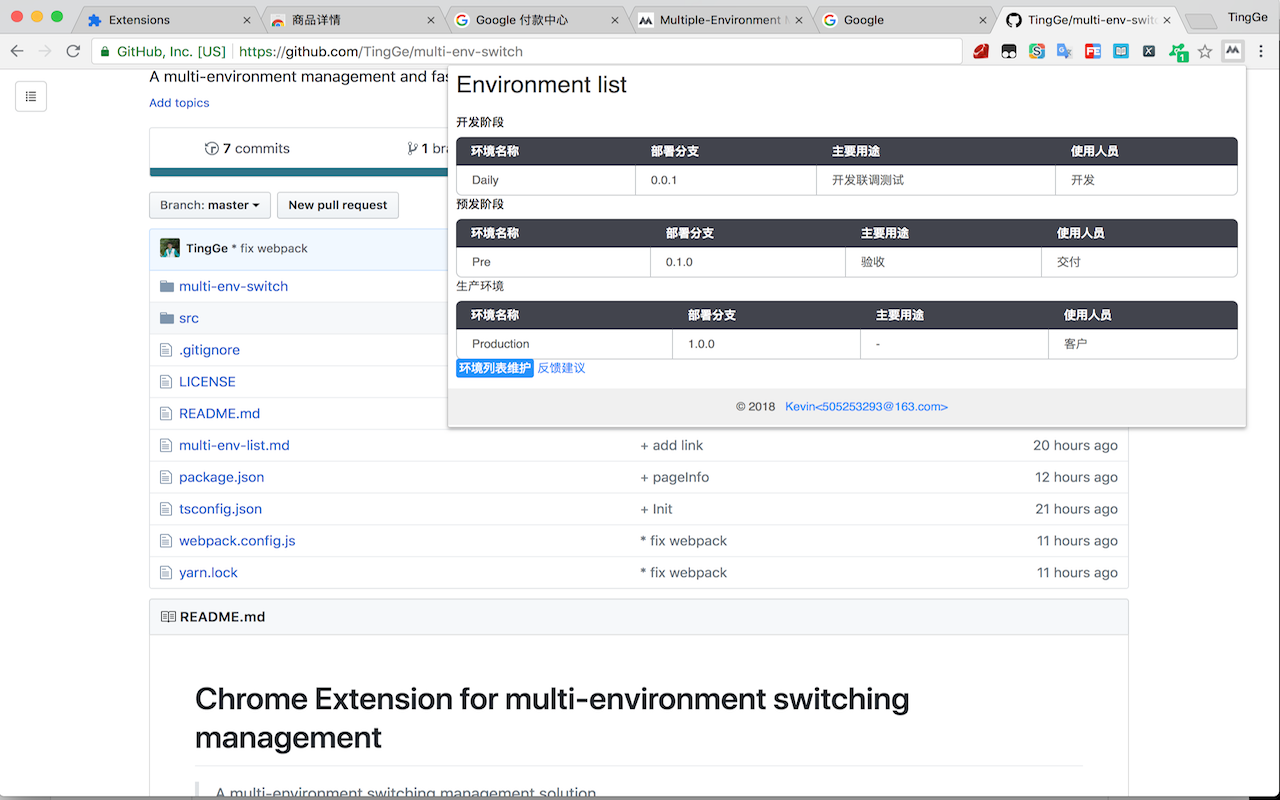 Extensions
商品详情
Google 付款中心
Multiple-Environment
Google
TingGe/multi-env-swit
TingGe
GitHub, Inc. [US]
https://github.com/TingGe/multi-env-switch
1
A multi-environment management and fas
Add topics
7 commits
1 bra
Branch: master
New pull request
TingGe * fix webpack
multi-env-switch
src
.gitignore
LICENSE
README.md
multi-env-list.md + add link 20 hours ago
package.json + pageInfo 12 hours ago
tsconfig.json + Init 21 hours ago
webpack.config.js * fix webpack 11 hours ago
yarn.lock * fix webpack 11 hours ago
Environment list
开发阶段
环境名称 部署分支 主要用途 使用人员
Daily 0.0.1 开发联调测试 开发
预发阶段
环境名称 部署分支 主要用途 使用人员
Pre 0.1.0 验收 交付
生产环境
环境名称 部署分支 主要用途 使用人员
Production 1.0.0 - 客户
环境列表维护 反馈建议
© 2018 Kevin<505253293@163.com>
README.md
Chrome Extension for multi-environment switching
management
A multi-environment switching management solution